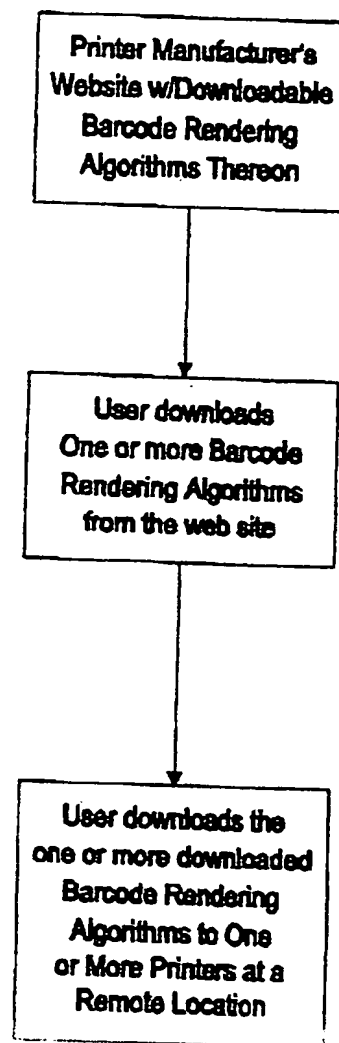 Printer Manufacturer's
Website w/Downloadable
Barcode Rendering
Algorithms Thereon
User downloads
One or more Barcode
Rendering Algorithms
from the web site
User downloads the
one or more downloaded
Barcode Rendering
Algorithms to One
or More Printers at a
Remote Location